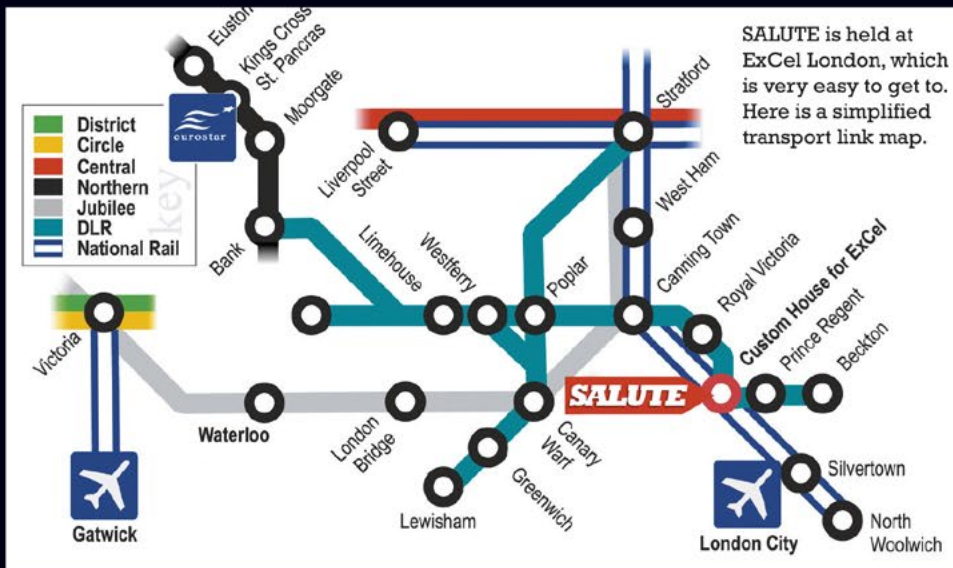 SALUTE is held at
ExCel London, which
is very easy to get to.
Here is a simplified
transport link map.
Euston
Kings Cross
St. Pancras
Moorgate
eurostar
District
Circle
Central
Northern
Jubilee
DLR
National Rail
key
Liverpool
Street
Stratford
West Ham
Bank
Limehouse
Westferry
Poplar
Canning Town
Royal Victoria
Custom House for ExCel
Prince Regent
Beckton
Victoria
Waterloo
London
Bridge
Canary
Warf
SALUTE
Greenwich
Lewisham
Gatwick
London City
Silvertown
North
Woolwich